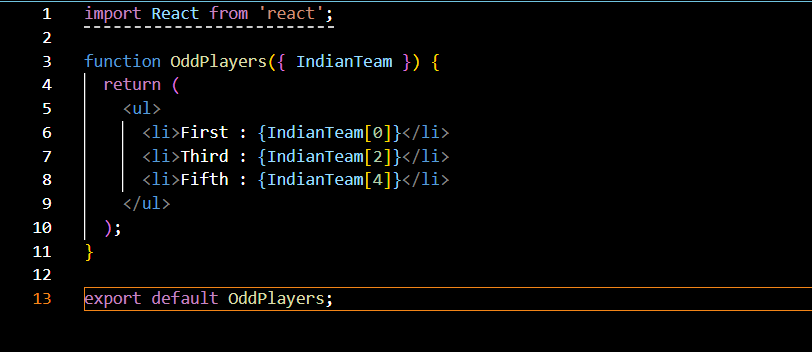 1 import React from 'react';
2
3 function OddPlayers({ IndianTeam }) {
4   return (
5     <ul>
6       <li>First : {IndianTeam[0]}</li>
7       <li>Third : {IndianTeam[2]}</li>
8       <li>Fifth : {IndianTeam[4]}</li>
9     </ul>
10   );
11 }
12
13 export default OddPlayers;